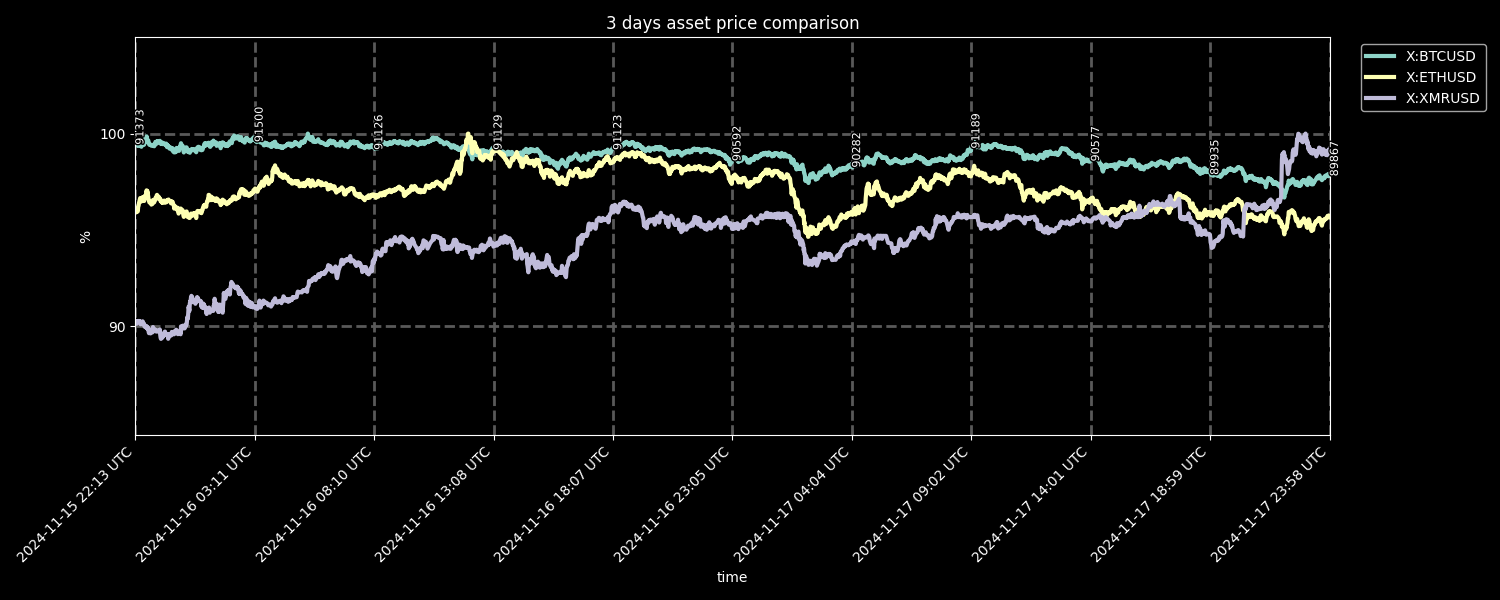 3 days asset price comparison
X:BTCUSD
X:ETHUSD
X:XMRUSD
91373
91500
91126
91129
91123
90592
90282
91189
90577
89935
89867
100
90
%
2024-11-15 22:13 UTC
2024-11-16 03:11 UTC
2024-11-16 08:10 UTC
2024-11-16 13:08 UTC
2024-11-16 18:07 UTC
2024-11-16 23:05 UTC
2024-11-17 04:04 UTC
2024-11-17 09:02 UTC
2024-11-17 14:01 UTC
2024-11-17 18:59 UTC
2024-11-17 23:58 UTC
time